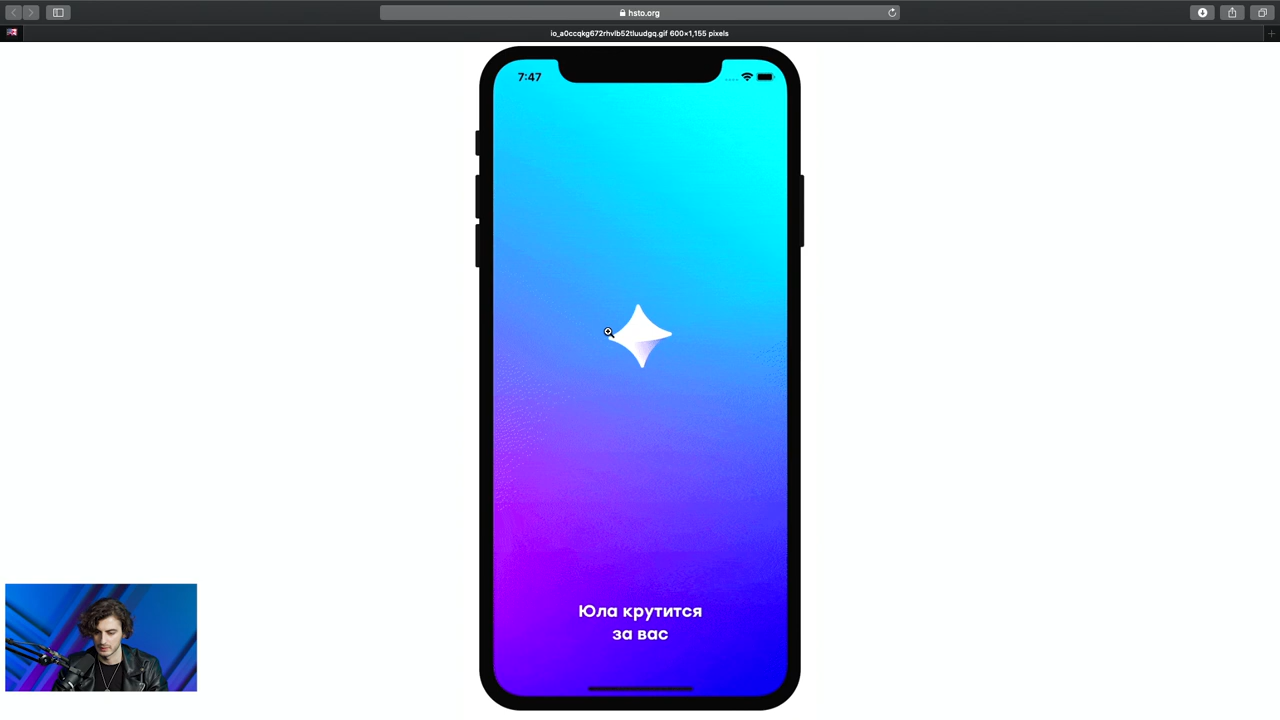 hsto.org
io_a0ccqkg672rhvlb52tluudgq.gif 600×1,155 pixels
7:47
Юла крутится
за вас